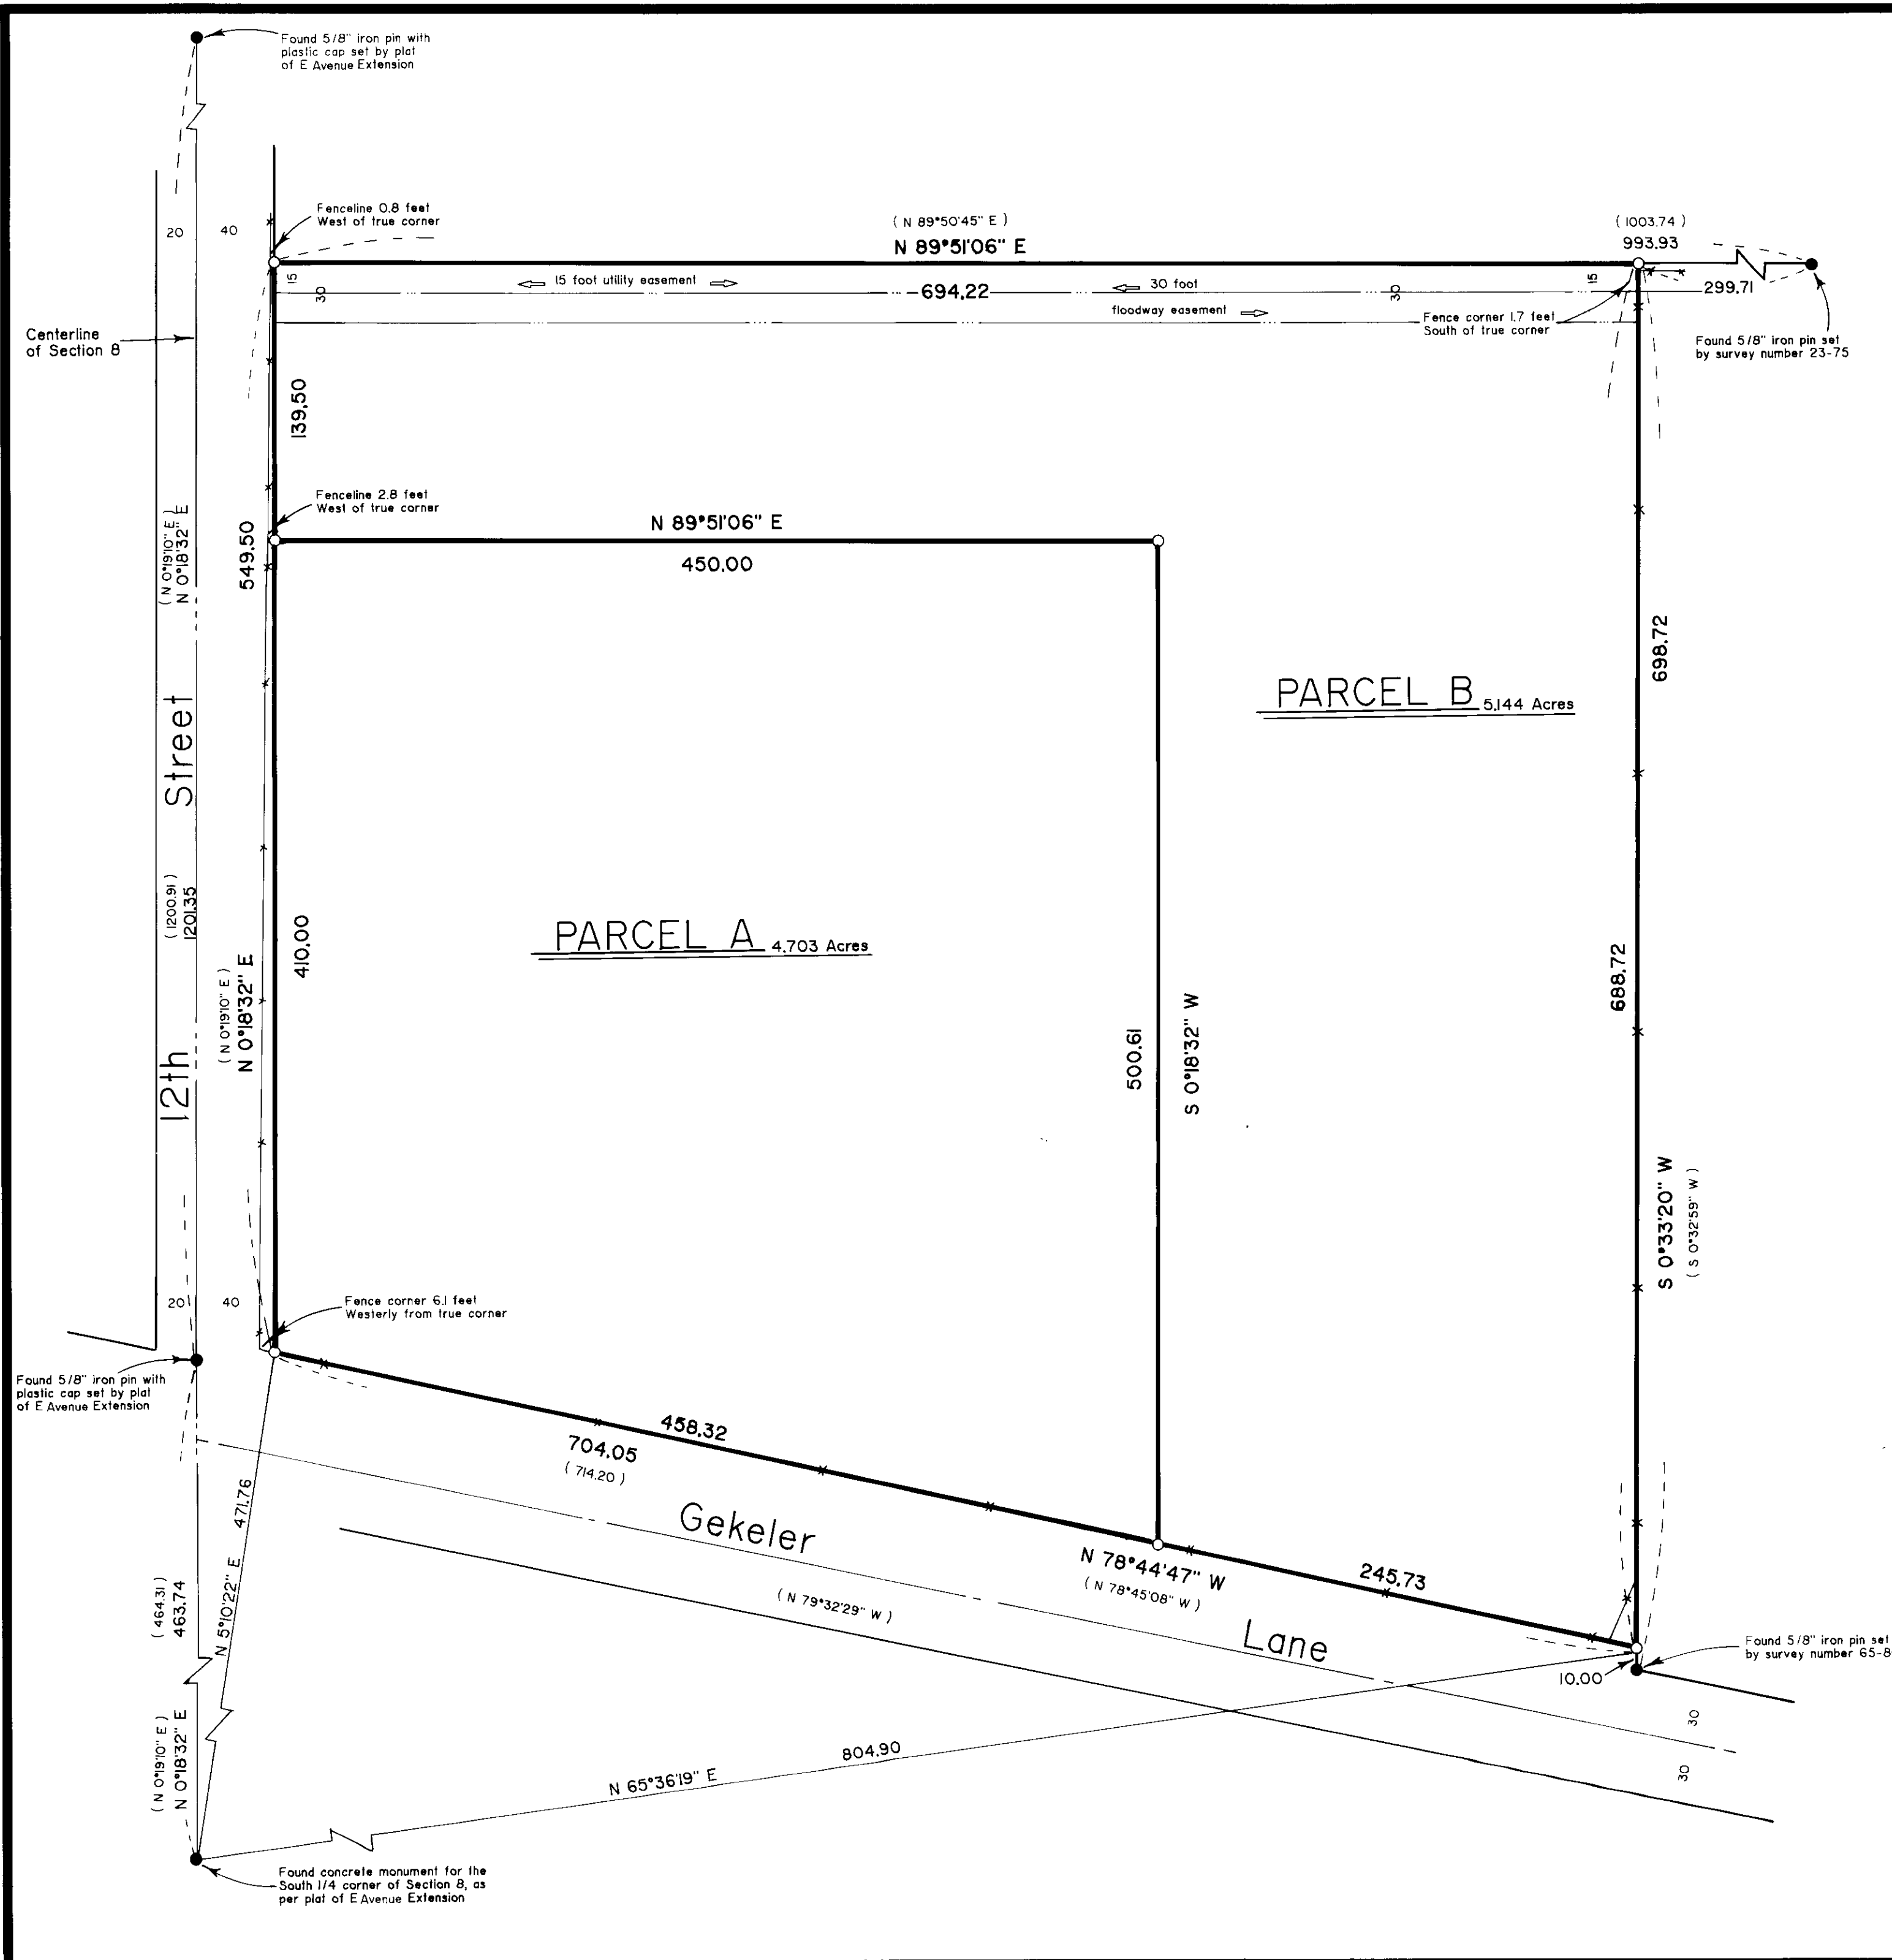 Found 5/8" iron pin with
plastic cap set by plat
of E Avenue Extension
20
40
Fenceline 0.8 feet
West of true corner
( N 89°50'45" E )
N 89°51'06" E
( 1003.74 )
993.93
15
30
15 foot utility easement
694.22
30 foot
floodway easement
30
15
299.71
Fence corner 1.7 feet
South of true corner
Found 5/8" iron pin set
by survey number 23-75
Centerline
of Section 8
139.50
Fenceline 2.8 feet
West of true corner
N 89°51'06" E
450.00
( N 0°19'10" E )
N 0°18'32" E
549.50
698.72
PARCEL B 5.144 Acres
12th Street
( 1200.91 )
1201.35
PARCEL A 4.703 Acres
410.00
( N 0°19'10" E )
N 0°18'32" E
688.72
500.61
S 0°18'32" W
S 0°33'20" W
( S 0°32'59" W )
20
40
Fence corner 6.1 feet
Westerly from true corner
Found 5/8" iron pin with
plastic cap set by plat
of E Avenue Extension
458.32
704.05
( 714.20 )
Gekeler Lane
N 78°44'47" W
( N 78°45'08" W )
245.73
( N 79°32'29" W )
471.76
N 5°10'22" E
( 464.31 )
463.74
Found 5/8" iron pin set
by survey number 65-8
10.00
30
30
( N 0°19'10" E )
N 0°18'32" E
804.90
N 65°36'19" E
Found concrete monument for the
South 1/4 corner of Section 8, as
per plat of E Avenue Extension